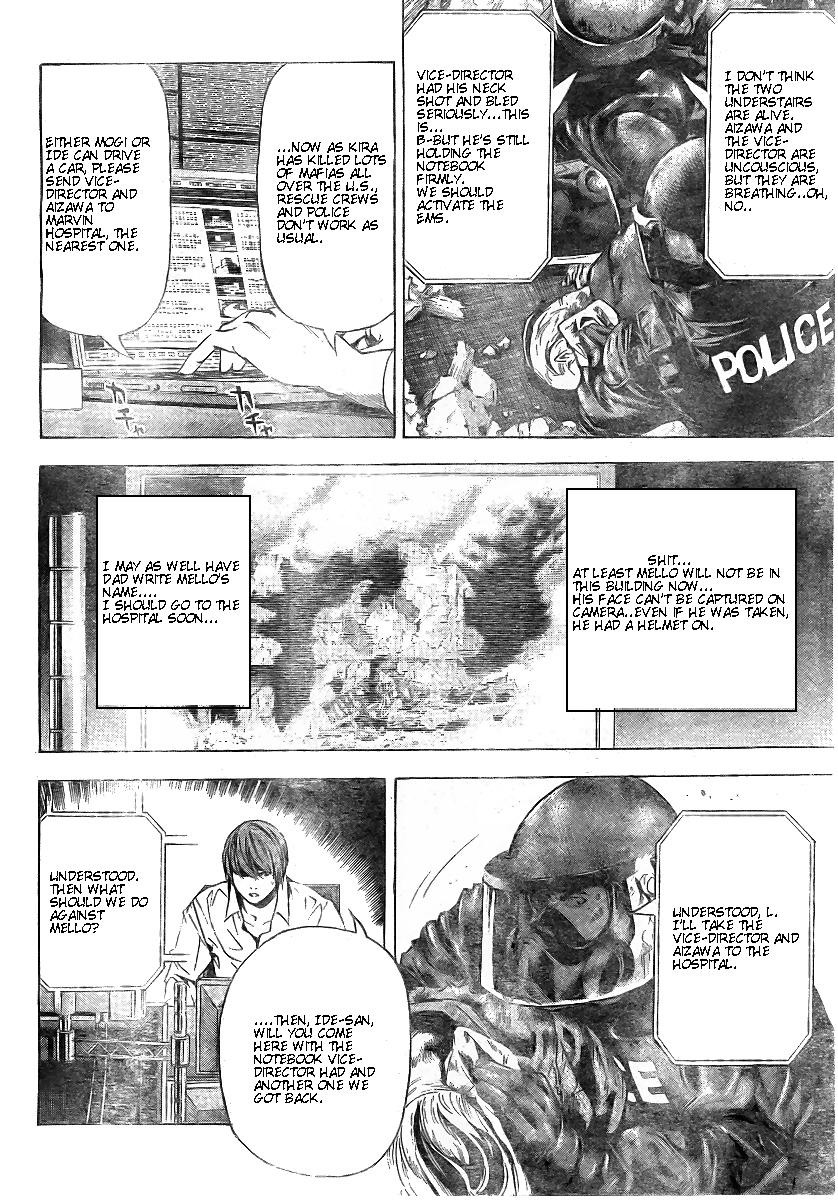 I DON'T THINK
THE TWO
UNDERSTAIRS
ARE ALIVE.
AIZAWA AND
THE VICE-
DIRECTOR ARE
UNCOUSCIOUS,
BUT THEY ARE
BREATHING..OH,
NO..
VICE-DIRECTOR
HAD HIS NECK
SHOT AND BLED
SERIOUSLY...THIS
IS...
B-BUT HE'S STILL
HOLDING THE
NOTEBOOK
FIRMLY.
WE SHOULD
ACTIVATE THE
EMS.
POLICE
...NOW AS KIRA
HAS KILLED LOTS
OF MAFIAS ALL
OVER THE U.S.,
RESCUE CREWS
AND POLICE
DON'T WORK AS
USUAL.
EITHER MOGI OR
IDE CAN DRIVE
A CAR, PLEASE
SEND VICE-
DIRECTOR AND
AIZAWA TO
MARVIN
HOSPITAL, THE
NEAREST ONE.
カチャ
カチャ
SHIT...
AT LEAST MELLO WILL NOT BE IN
THIS BUILDING NOW...
HIS FACE CAN'T BE CAPTURED ON
CAMERA..EVEN IF HE WAS TAKEN,
HE HAD A HELMET ON.
I MAY AS WELL HAVE
DAD WRITE MELLO'S
NAME....
I SHOULD GO TO THE
HOSPITAL SOON...
UNDERSTOOD, L.
I'LL TAKE THE
VICE-DIRECTOR AND
AIZAWA TO THE
HOSPITAL.
CE
....THEN, IDE-SAN,
WILL YOU COME
HERE WITH THE
NOTEBOOK VICE-
DIRECTOR HAD AND
ANOTHER ONE WE
GOT BACK.
UNDERSTOOD.
THEN WHAT
SHOULD WE DO
AGAINST
MELLO?